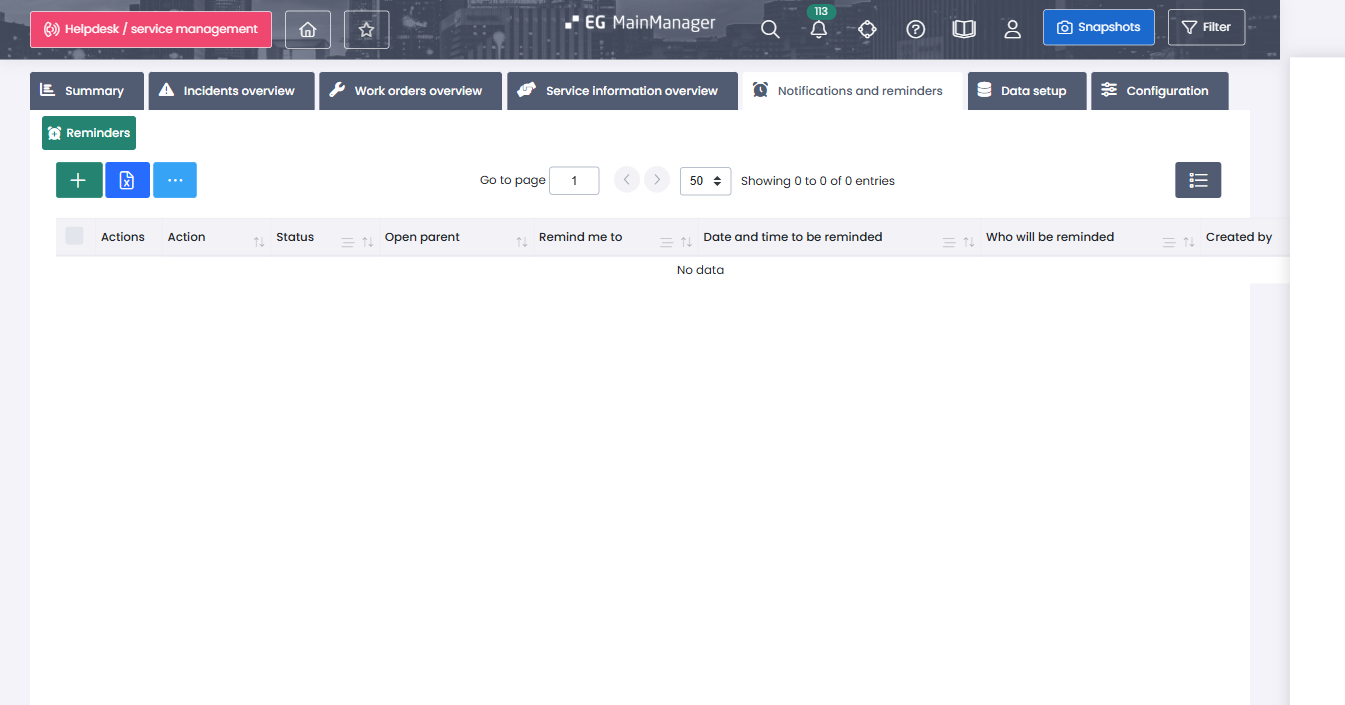 Helpdesk / service management
EG MainManager
113
Snapshots
Filter
Summary
Incidents overview
Work orders overview
Service information overview
Notifications and reminders
Data setup
Configuration
Reminders
Go to page 1
50
Showing 0 to 0 of 0 entries
Actions Action Status Open parent Remind me to Date and time to be reminded Who will be reminded Created by
No data